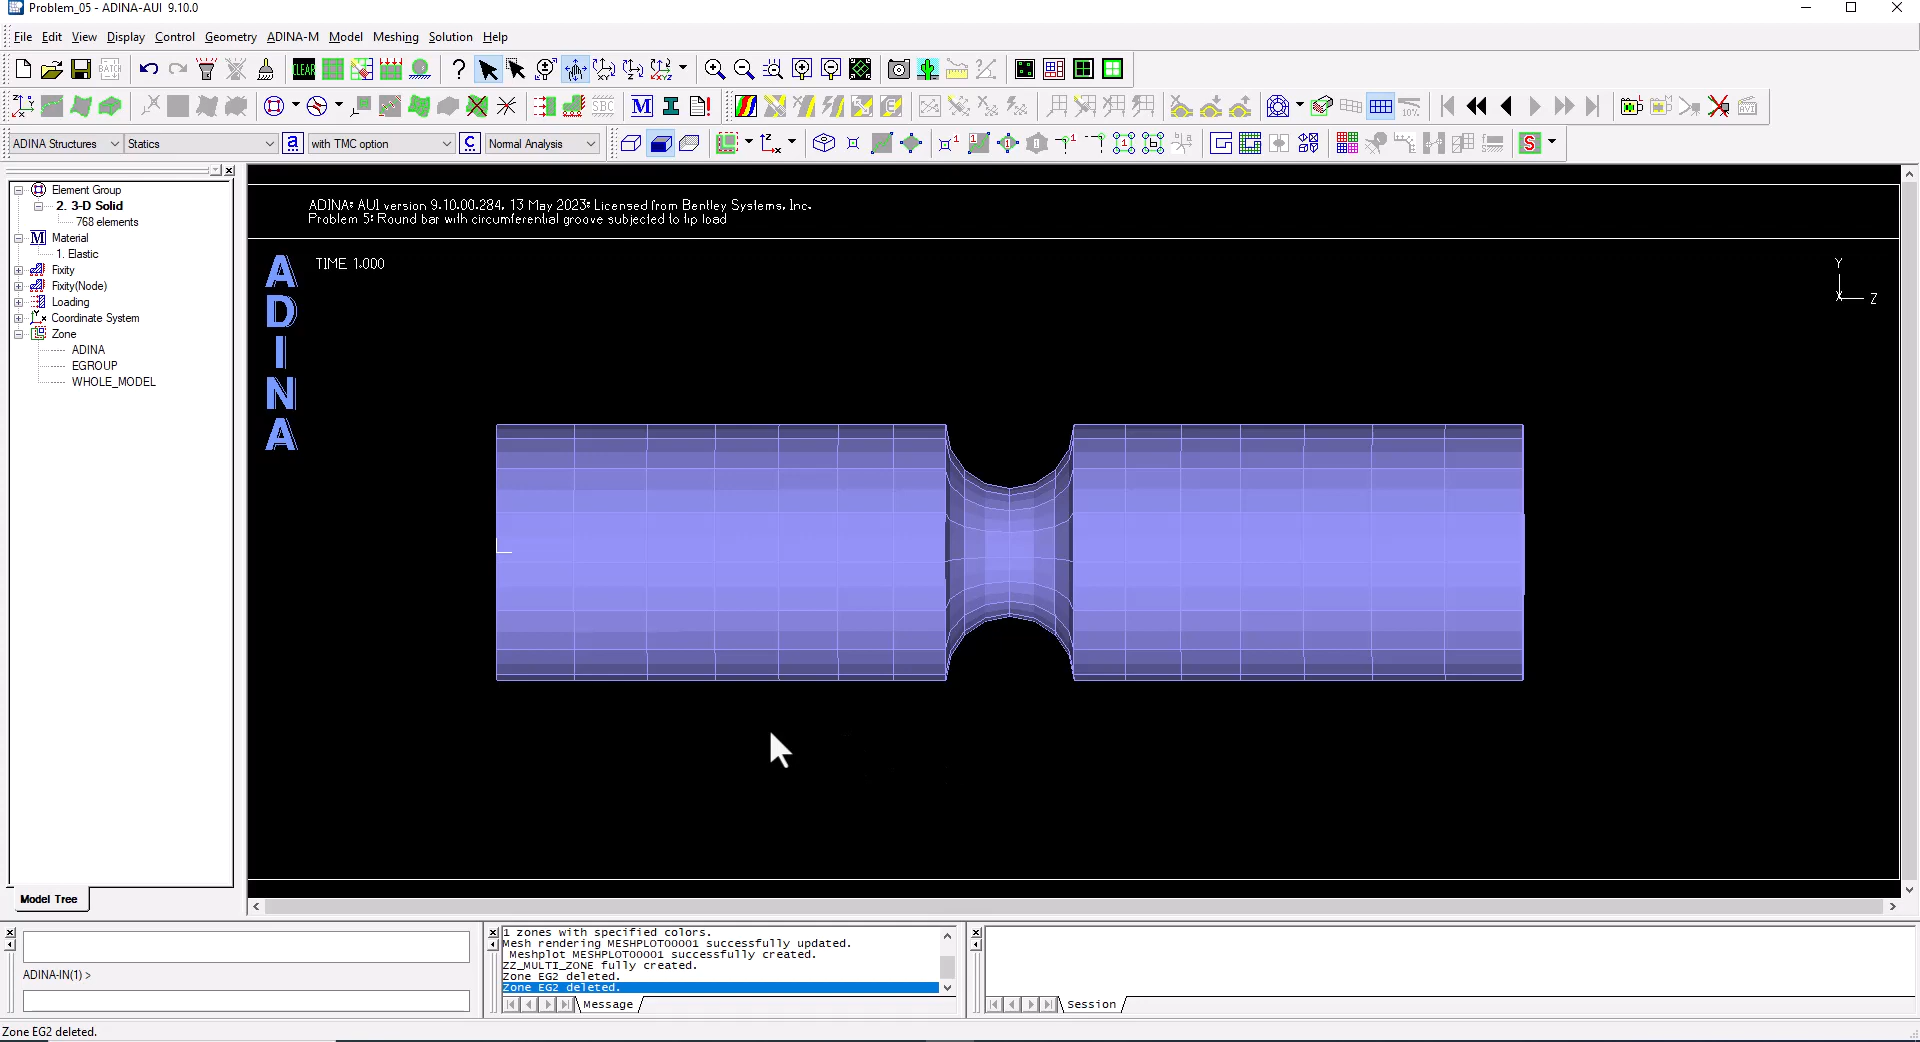 Problem_05 - ADINA-AUI 9.10.0
File Edit View Display Control Geometry ADINA-M Model Meshing Solution Help
CLEAR
BATCH
SBC
10%
AVI
ADINA Structures
Statics
with TMC option
Normal Analysis
Element Group
2. 3-D Solid
768 elements
Material
1. Elastic
Fixity
Fixity(Node)
Loading
Coordinate System
Zone
ADINA
EGROUP
WHOLE_MODEL
Model Tree
ADINA: AUI version 9.10.00.284, 13 May 2023: Licensed from Bentley Systems, Inc.
Problem 5: Round bar with circumferential groove subjected to tip load
A
D
I
N
A
TIME 1.000
Y
X
Z
ADINA-IN(1) >
1 zones with specified colors.
Mesh rendering MESHPLOT00001 successfully updated.
Meshplot MESHPLOT00001 successfully created.
ZZ_MULTI_ZONE fully created.
Zone EG2 deleted.
Zone EG2 deleted.
Message
Session
Zone EG2 deleted.